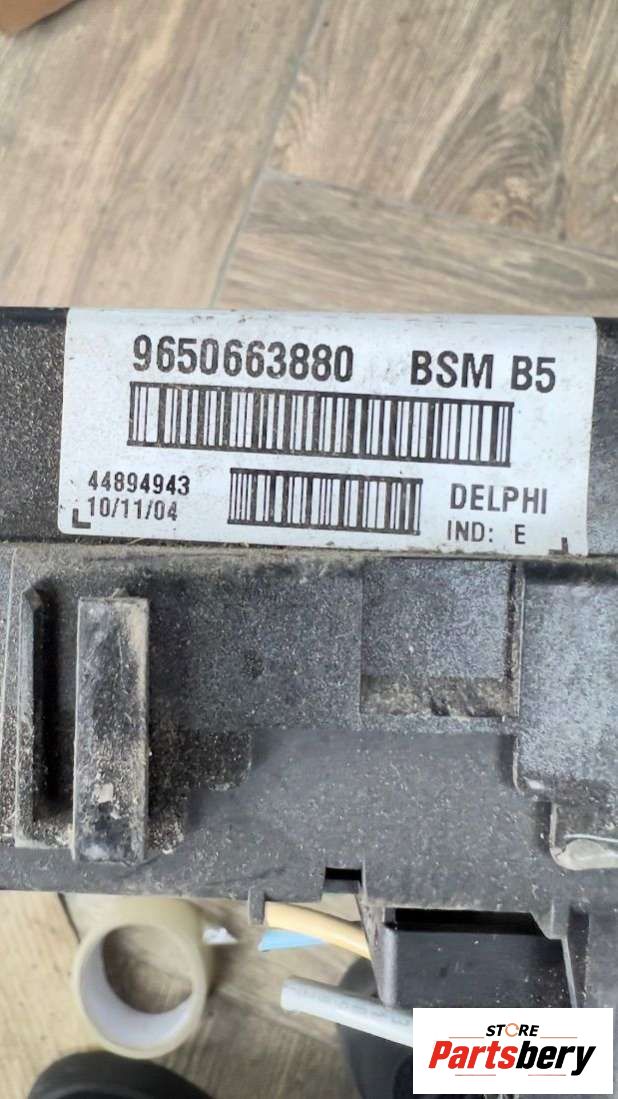 9650663880 BSM B5
44894943
10/11/04
DELPHI
IND: E
STORE
Partsbery